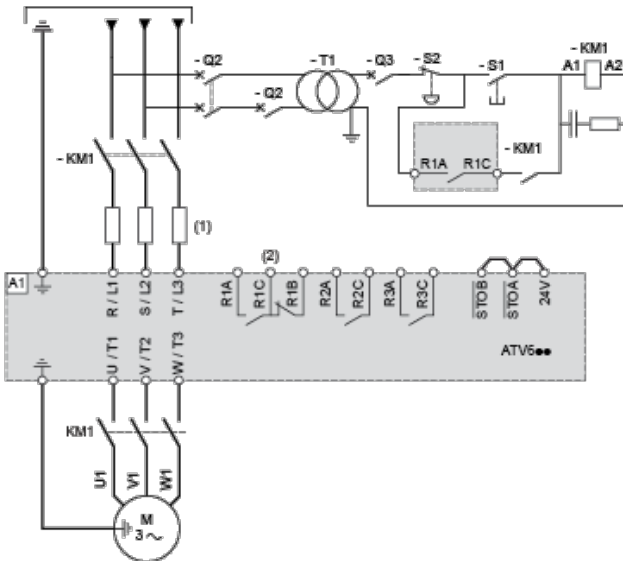 - Q2
- T1
- Q3
- S2
- S1
- KM1
A1
A2
- Q2
- KM1
R1A
R1C
- KM1
(1)
(2)
A1
R / L1
S / L2
T / L3
R1A
R1C
R1B
R2A
R2C
R3A
R3C
STOB
STOA
24V
ATV6●●
U / T1
V / T2
W / T3
KM1
U1
V1
W1
M
3 ~